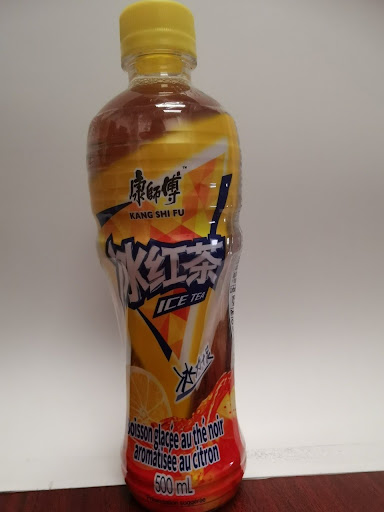 康師傅
KANG SHI FU
冰红茶
ICE TEA
boisson glacée au thé noir
aromatisée au citron
500 mL